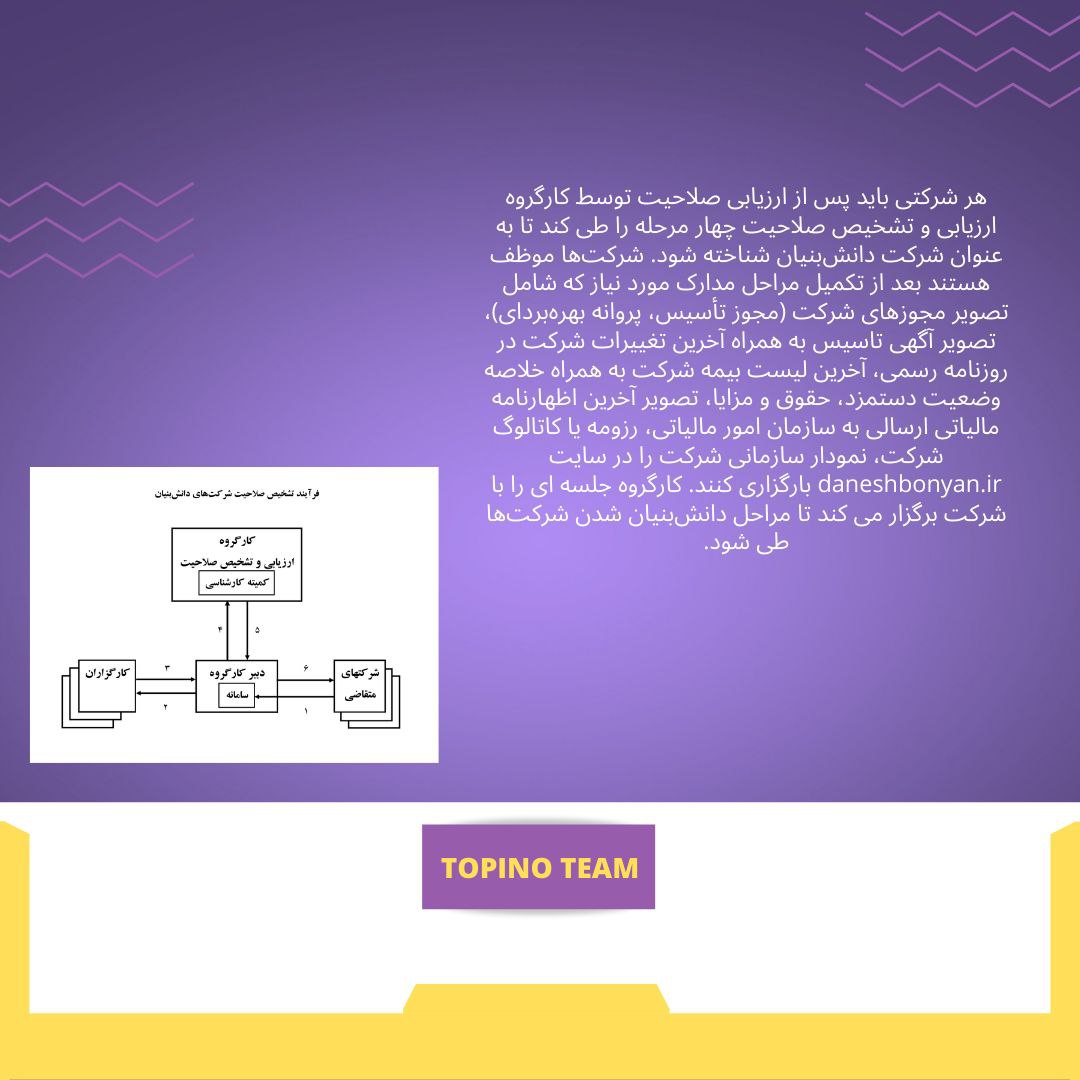 هر شرکتی باید پس از ارزیابی صلاحیت توسط کارگروه
ارزیابی و تشخیص صلاحیت چهار مرحله را طی کند تا به
عنوان شرکت دانش‌بنیان شناخته شود. شرکت‌ها موظف
هستند بعد از تکمیل مراحل مدارک مورد نیاز که شامل
تصویر مجوزهای شرکت (مجوز تأسیس، پروانه بهره‌بردای)،
تصویر آگهی تاسیس به همراه آخرین تغییرات شرکت در
روزنامه رسمی، آخرین لیست بیمه شرکت به همراه خلاصه
وضعیت دستمزد، حقوق و مزایا، تصویر آخرین اظهارنامه
مالیاتی ارسالی به سازمان امور مالیاتی، رزومه یا کاتالوگ
شرکت، نمودار سازمانی شرکت را در سایت
daneshbonyan.ir بارگزاری کنند. کارگروه جلسه ای را با
شرکت برگزار می کند تا مراحل دانش‌بنیان شدن شرکت‌ها
طی شود.
فرآیند تشخیص صلاحیت شرکت‌های دانش‌بنیان
کارگروه
ارزیابی و تشخیص صلاحیت
کمیته کارشناسی
۴
۵
شرکتهای
متقاضی
۶
۱
دبیر کارگروه
سامانه
۳
۲
کارگزاران
TOPINO TEAM